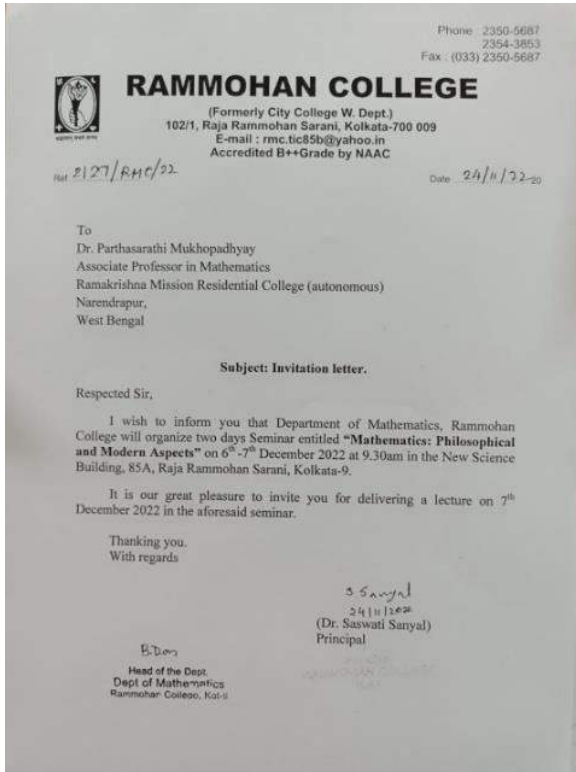 Phone : 2350-5687
2354-3853
Fax : (033) 2350-5687
RAMMOHAN COLLEGE
(Formerly City College W. Dept.)
102/1, Raja Rammohan Sarani, Kolkata-700 009
E-mail : rmc.tic85b@yahoo.in
Accredited B++Grade by NAAC
Ref 2127/RMC/22
Date 24/11/22 20
To
Dr. Parthasarathi Mukhopadhyay
Associate Professor in Mathematics
Ramakrishna Mission Residential College (autonomous)
Narendrapur,
West Bengal
Subject: Invitation letter.
Respected Sir,
I wish to inform you that Department of Mathematics, Rammohan
College will organize two days Seminar entitled “Mathematics: Philosophical
and Modern Aspects” on 6th -7th December 2022 at 9.30am in the New Science
Building, 85A, Raja Rammohan Sarani, Kolkata-9.
It is our great pleasure to invite you for delivering a lecture on 7th
December 2022 in the aforesaid seminar.
Thanking you.
With regards
S Sanyal
24/11/2022
(Dr. Saswati Sanyal)
Principal
Head of the Dept.
Dept of Mathematics
Rammohan College, Kol-9